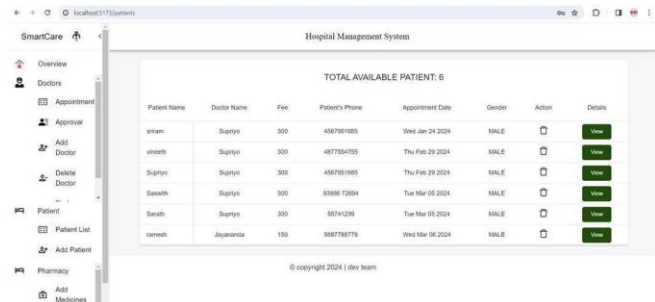 localhost:5173/patients
SmartCare
Hospital Management System
Overview
Doctors
Appointment
Approval
Add
Doctor
Delete
Doctor
Patient
Patient List
Add Patient
Pharmacy
Add
Medicines
TOTAL AVAILABLE PATIENT: 6
Patient Name Doctor Name Fee Patient's Phone Appointment Date Gender Action Details
sriram Supriyo 300 4567951685 Wed Jan 24 2024 MALE View
vineeth Supriyo 300 4877554755 Thu Feb 29 2024 MALE View
Supriyo Supriyo 300 4567951685 Thu Feb 29 2024 MALE View
Saswith Supriyo 300 93986 72694 Tue Mar 05 2024 MALE View
Sarath Supriyo 300 58741239 Tue Mar 05 2024 MALE View
ramesh Jayananda 150 9887788778 Wed Mar 06 2024 MALE View
© copyright 2024 | dev team